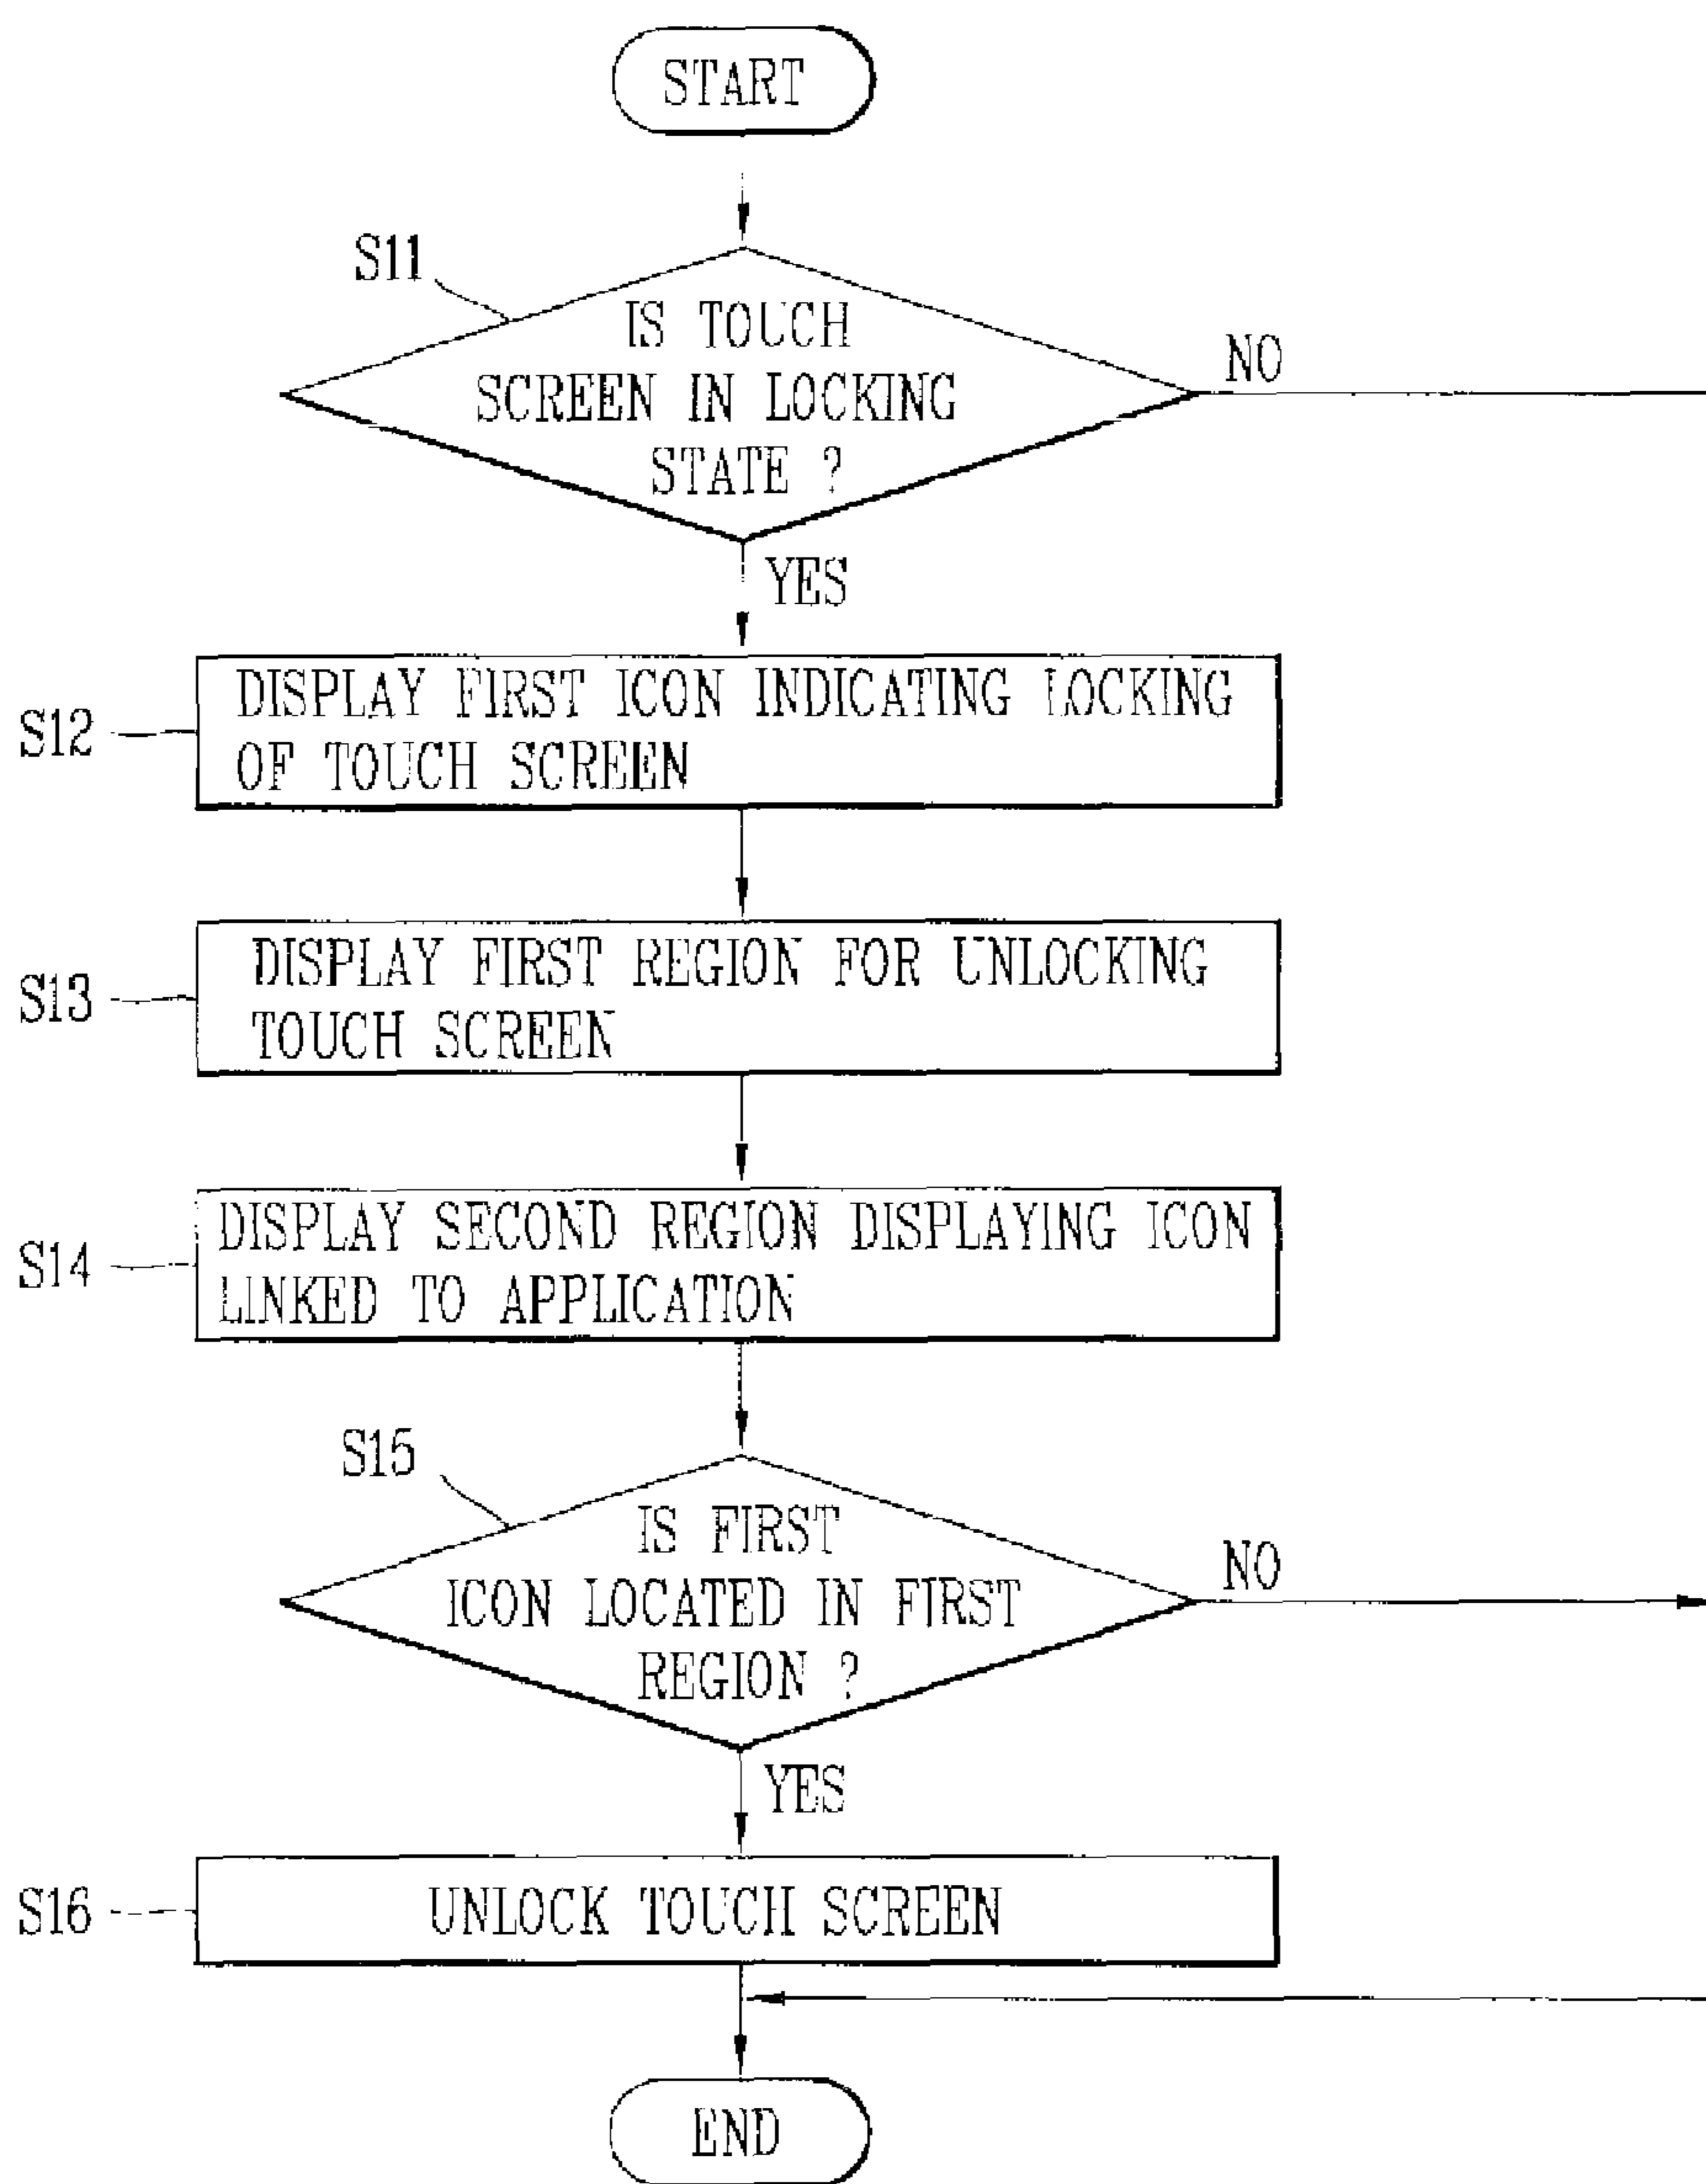 START
S11
IS TOUCH
SCREEN IN LOCKING
STATE ?
NO
YES
S12
DISPLAY FIRST ICON INDICATING LOCKING
OF TOUCH SCREEN
S13
DISPLAY FIRST REGION FOR UNLOCKING
TOUCH SCREEN
S14
DISPLAY SECOND REGION DISPLAYING ICON
LINKED TO APPLICATION
S15
IS FIRST
ICON LOCATED IN FIRST
REGION ?
NO
YES
S16
UNLOCK TOUCH SCREEN
END